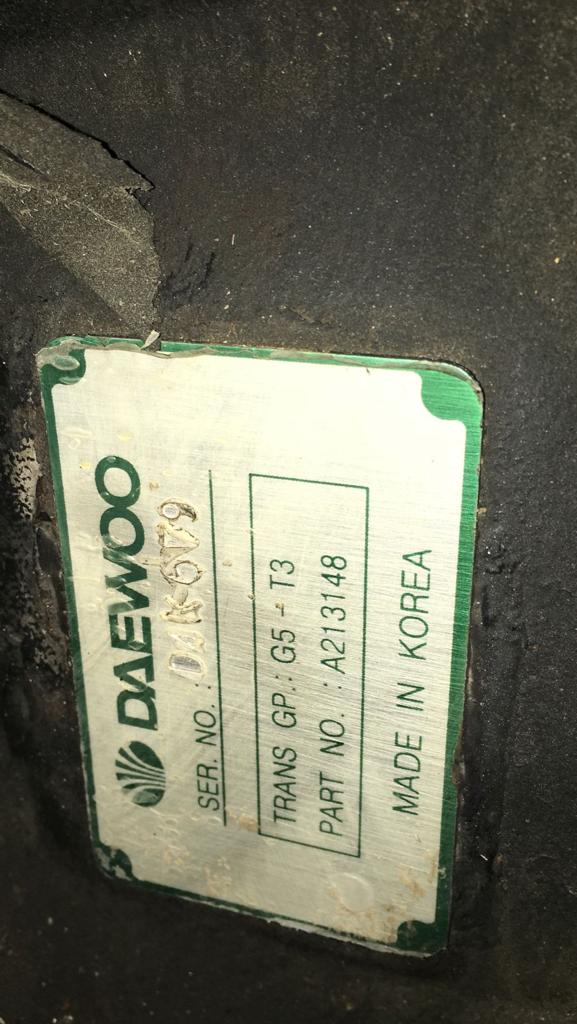 DAEWOO
SER. NO. :
TRANS GP.: G5 - T3
PART NO. : A213148
MADE IN KOREA